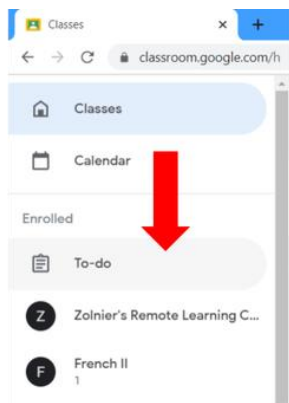 Classes
classroom.google.com/h
Classes
Calendar
Enrolled
To-do
Z Zolnier's Remote Learning C...
F French II
1